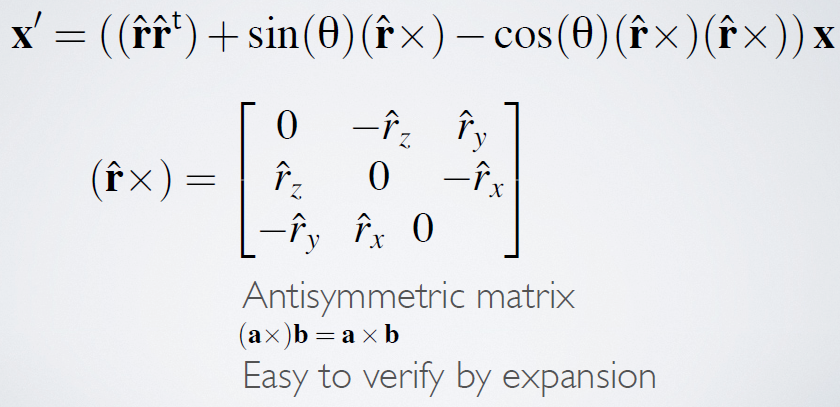 x′ = ((r̂r̂ᵗ) + sin(θ)(r̂×) − cos(θ)(r̂×)(r̂×)) x
(r̂×) = [ 0 −r̂_z r̂_y
r̂_z 0 −r̂_x
−r̂_y r̂_x 0 ]
Antisymmetric matrix
(a×)b = a × b
Easy to verify by expansion